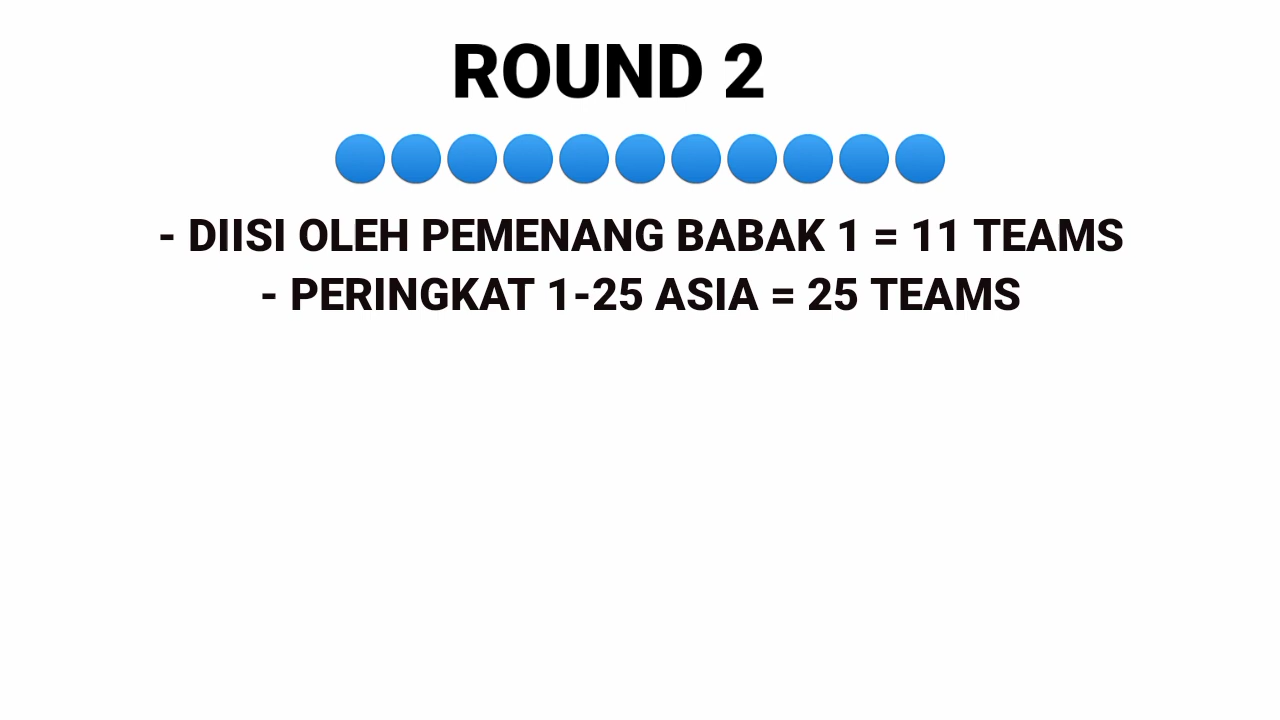 ROUND 2
- DIISI OLEH PEMENANG BABAK 1 = 11 TEAMS
- PERINGKAT 1-25 ASIA = 25 TEAMS